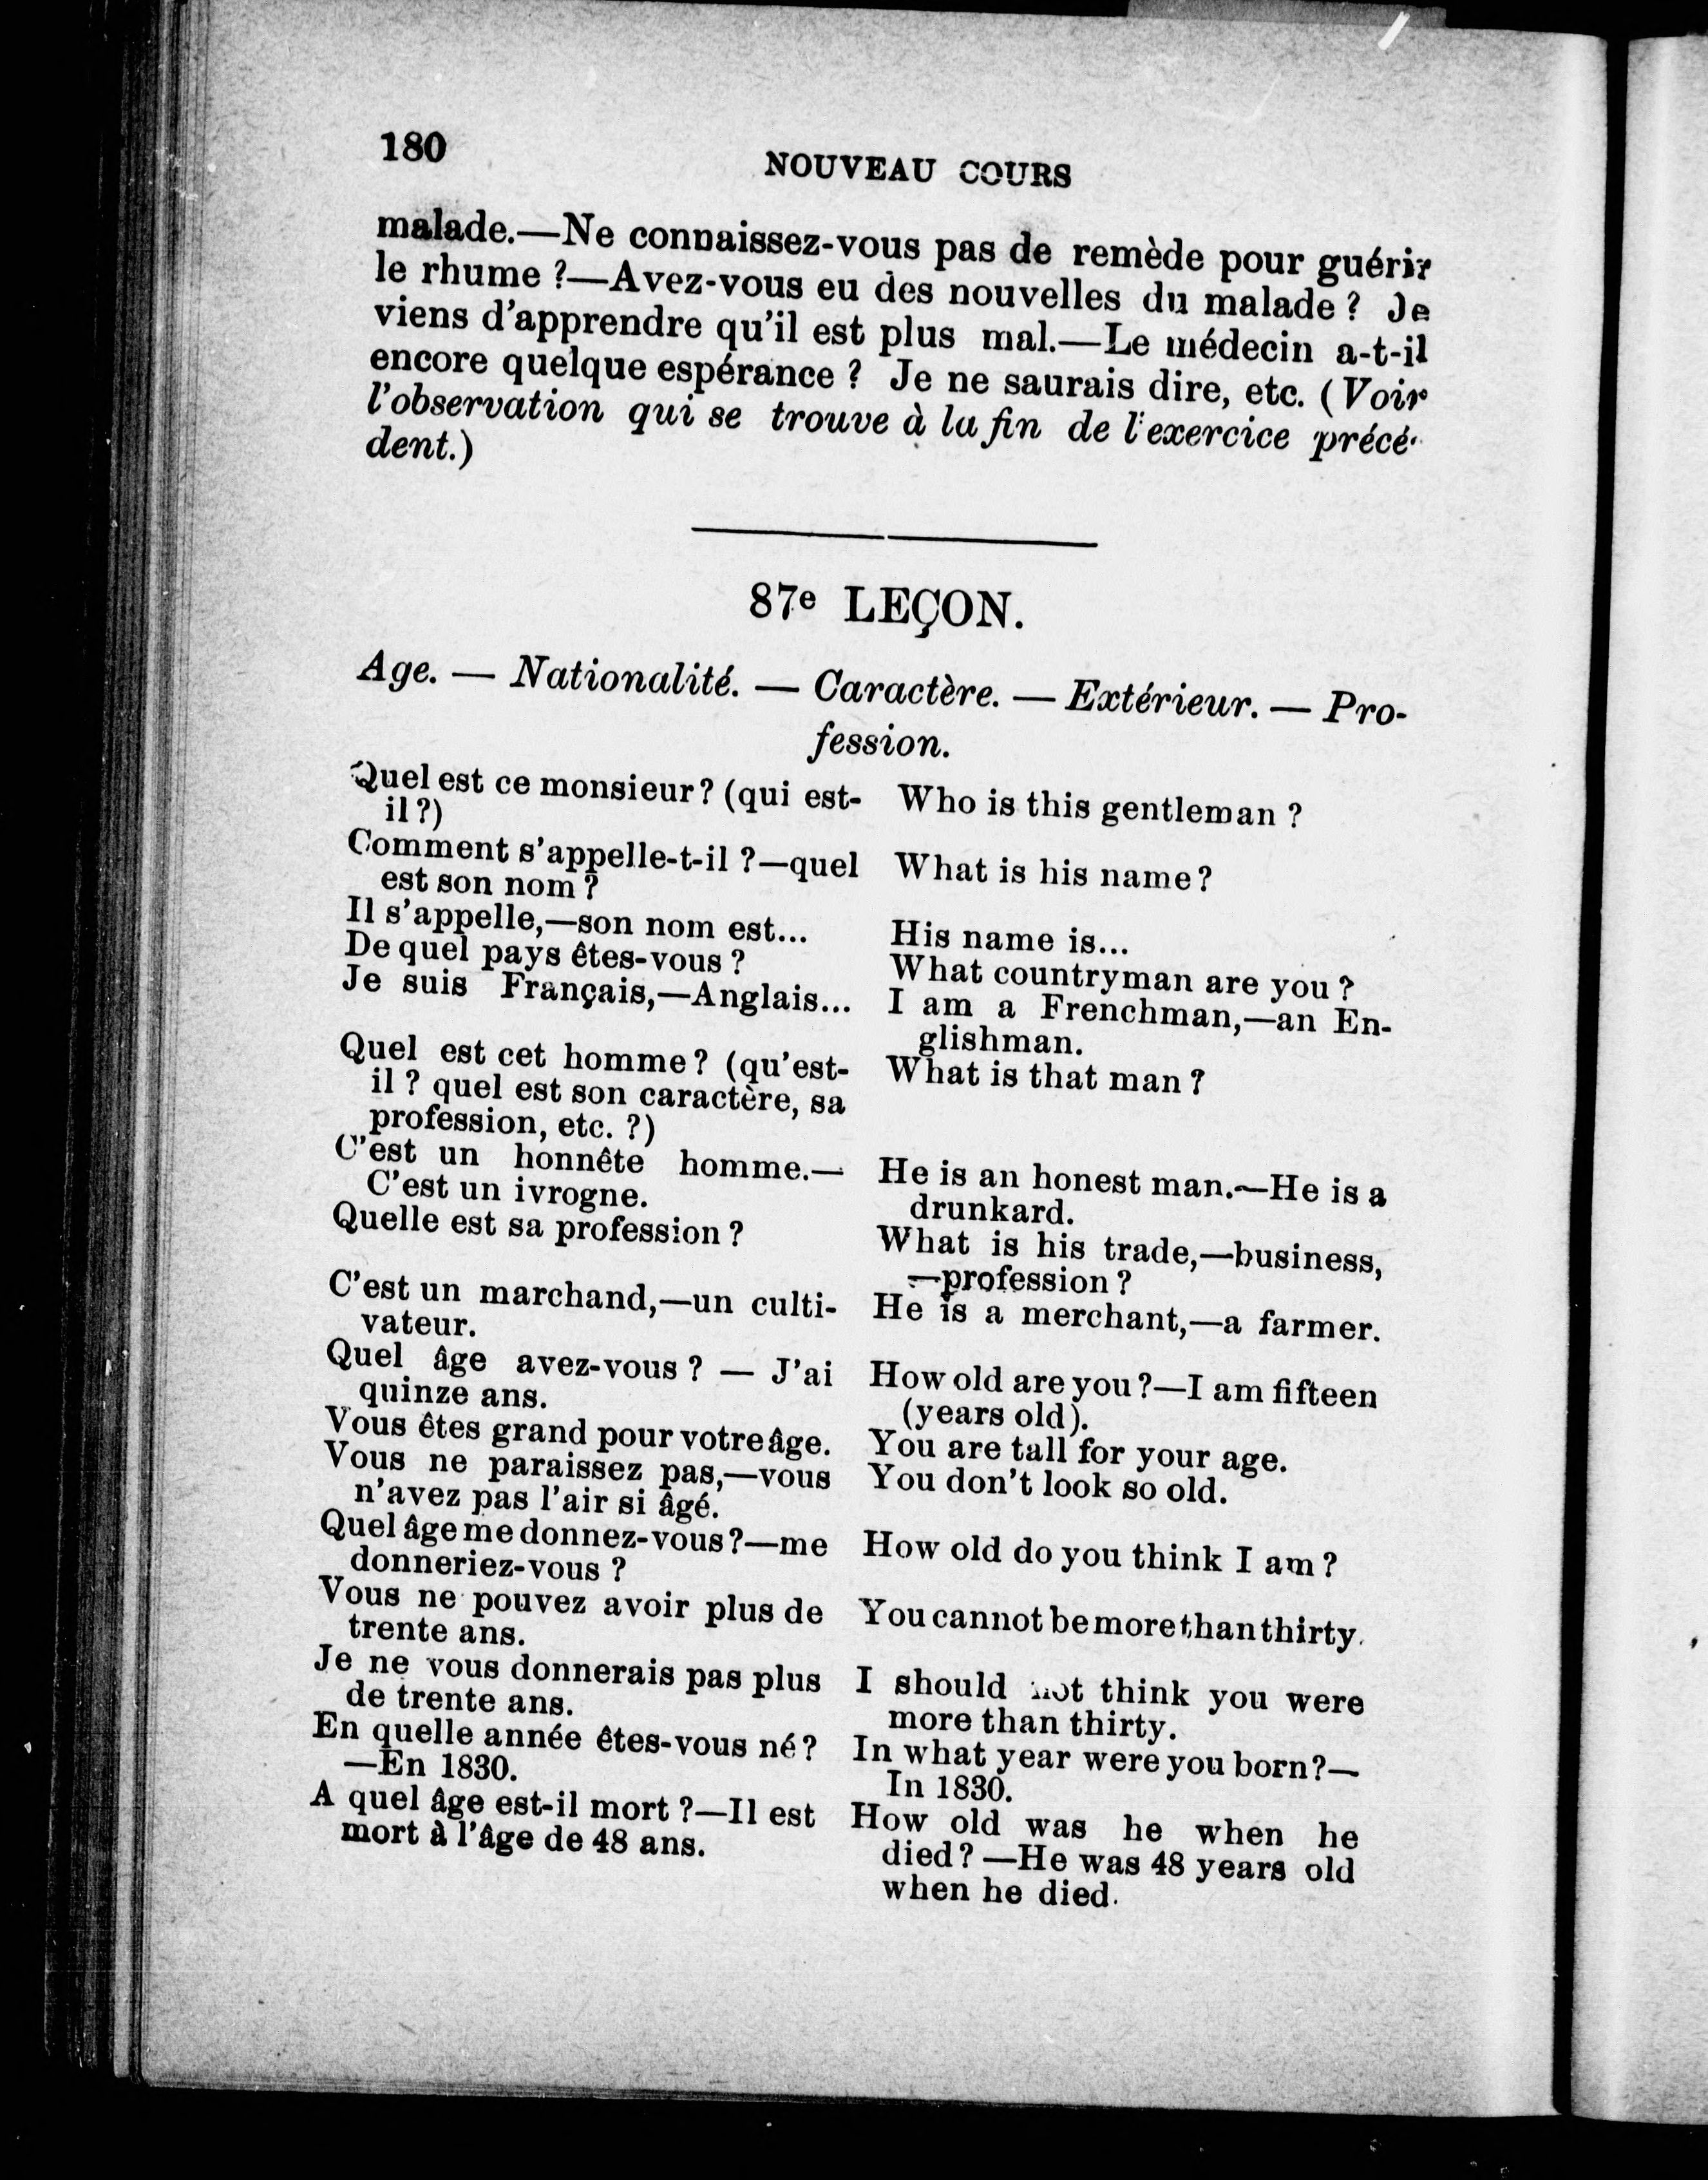 180
NOUVEAU COURS
malade.—Ne connaissez-vous pas de remède pour guérir
le rhume ?—Avez-vous eu des nouvelles du malade ? Je
viens d'apprendre qu'il est plus mal.—Le médecin a-t-il
encore quelque espérance ? Je ne saurais dire, etc. (Voir
l'observation qui se trouve à la fin de l'exercice précé-
dent.)
87e LEÇON.
Age. — Nationalité. — Caractère. — Extérieur. — Pro-
fession.
Quel est ce monsieur? (qui est-
il ?)
Comment s'appelle-t-il ?—quel
est son nom ?
Il s'appelle,—son nom est...
De quel pays êtes-vous ?
Je suis Français,—Anglais...
Quel est cet homme? (qu'est-
il ? quel est son caractère, sa
profession, etc. ?)
C'est un honnête homme.—
C'est un ivrogne.
Quelle est sa profession ?
C'est un marchand,—un culti-
vateur.
Quel âge avez-vous ? — J'ai
quinze ans.
Vous êtes grand pour votre âge.
Vous ne paraissez pas,—vous
n'avez pas l'air si âgé.
Quel âge me donnez-vous?—me
donneriez-vous ?
Vous ne pouvez avoir plus de
trente ans.
Je ne vous donnerais pas plus
de trente ans.
En quelle année êtes-vous né?
—En 1830.
A quel âge est-il mort ?—Il est
mort à l'âge de 48 ans.
Who is this gentleman ?
What is his name?
His name is...
What countryman are you ?
I am a Frenchman,—an En-
glishman.
What is that man ?
He is an honest man.—He is a
drunkard.
What is his trade,—business,
—profession ?
He is a merchant,—a farmer.
How old are you ?—I am fifteen
(years old).
You are tall for your age.
You don't look so old.
How old do you think I am ?
You cannot be more than thirty.
I should not think you were
more than thirty.
In what year were you born?—
In 1830.
How old was he when he
died ? —He was 48 years old
when he died.